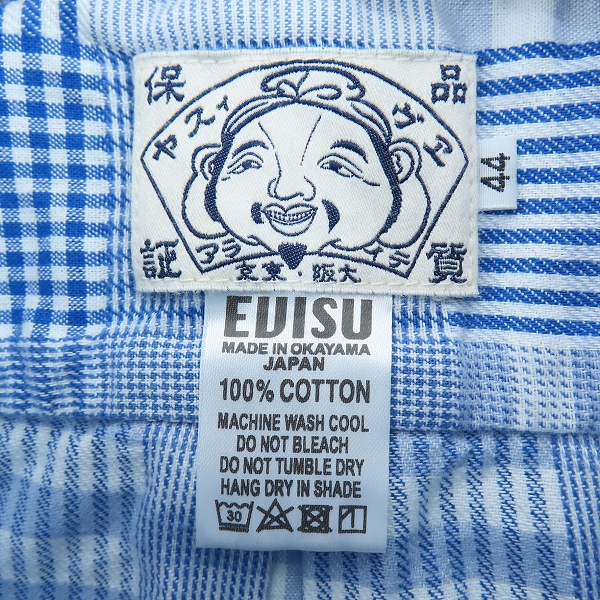 品質保証
ヱヴィスヤ
テイラア
大阪・東京
44
EVISU
MADE IN OKAYAMA
JAPAN
100% COTTON
MACHINE WASH COOL
DO NOT BLEACH
DO NOT TUMBLE DRY
HANG DRY IN SHADE
30